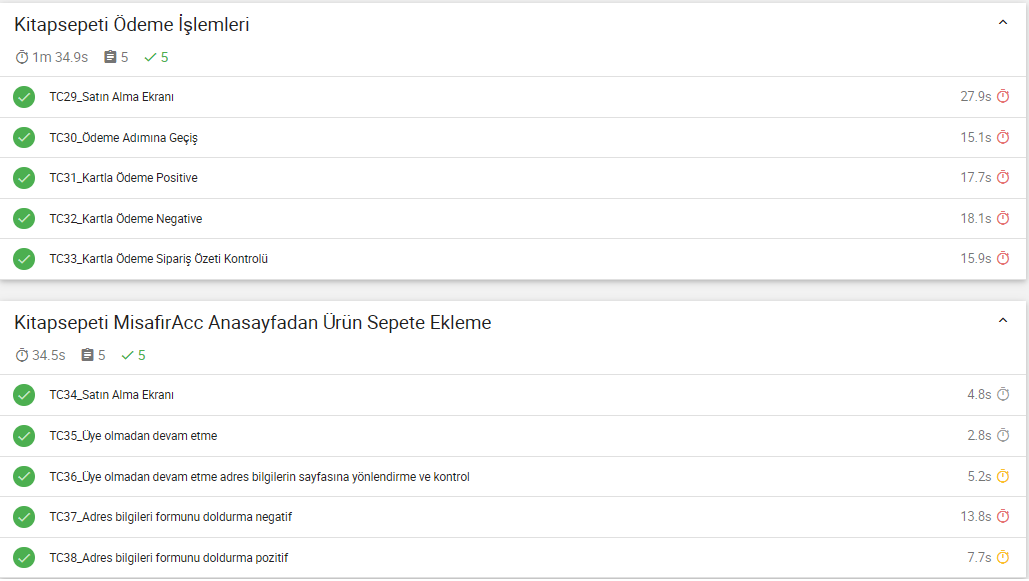 Kitapsepeti Ödeme İşlemleri
1m 34.9s 5 5
TC29_Satın Alma Ekranı 27.9s
TC30_Ödeme Adımına Geçiş 15.1s
TC31_Kartla Ödeme Positive 17.7s
TC32_Kartla Ödeme Negative 18.1s
TC33_Kartla Ödeme Sipariş Özeti Kontrolü 15.9s
Kitapsepeti MisafirAcc Anasayfadan Ürün Sepete Ekleme
34.5s 5 5
TC34_Satın Alma Ekranı 4.8s
TC35_Üye olmadan devam etme 2.8s
TC36_Üye olmadan devam etme adres bilgilerin sayfasına yönlendirme ve kontrol 5.2s
TC37_Adres bilgileri formunu doldurma negatif 13.8s
TC38_Adres bilgileri formunu doldurma pozitif 7.7s